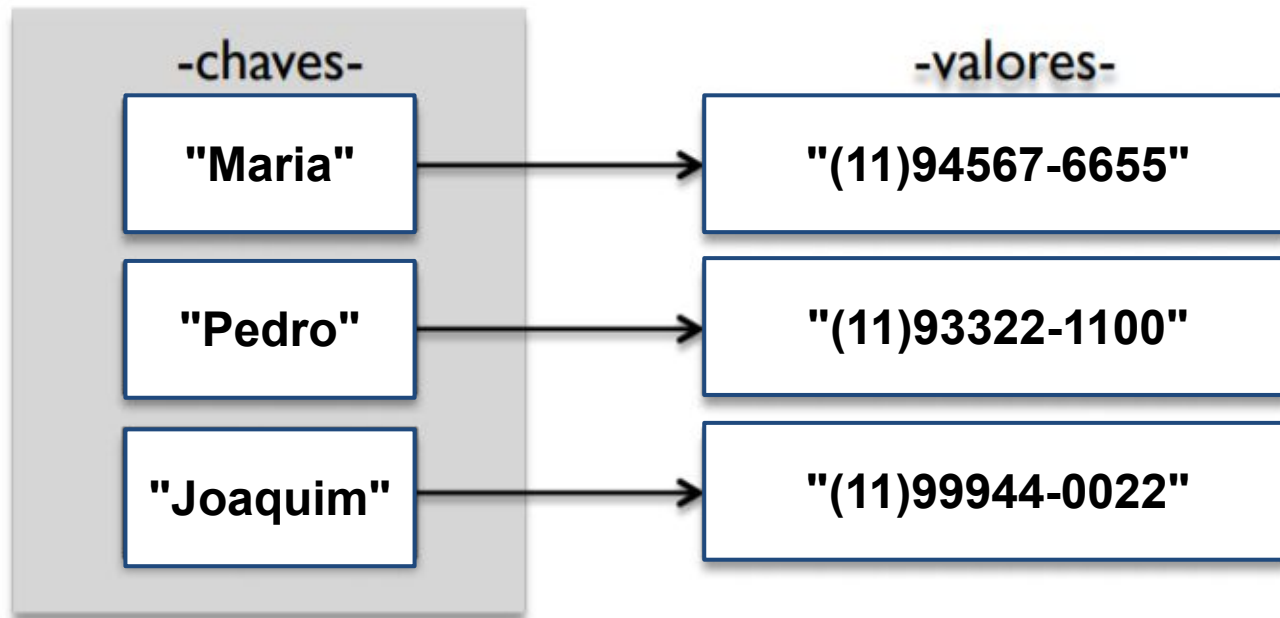 -chaves-
-valores-
"Maria"
"(11)94567-6655"
"Pedro"
"(11)93322-1100"
"Joaquim"
"(11)99944-0022"